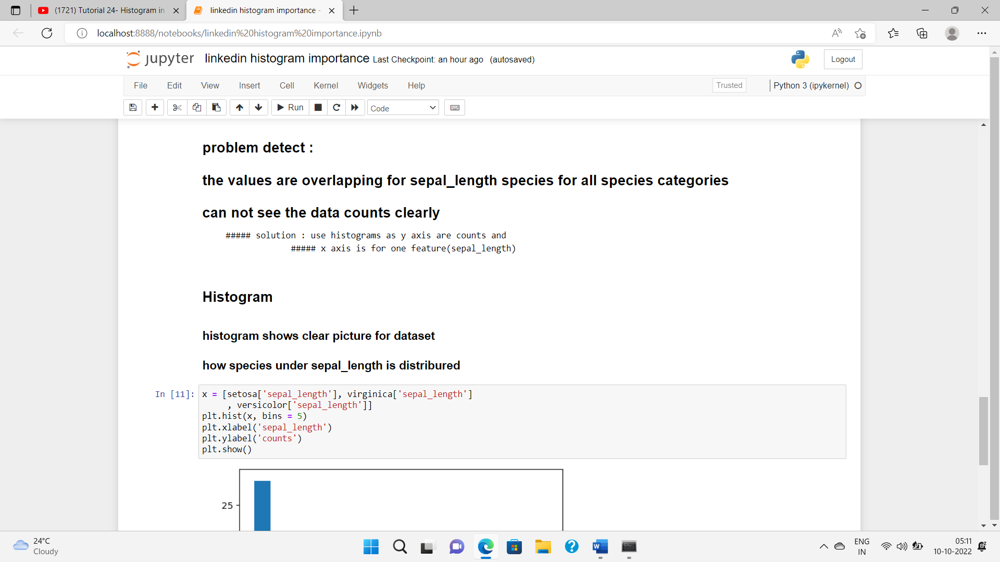 (1721) Tutorial 24- Histogram in
linkedin histogram importance -
localhost:8888/notebooks/linkedin%20histogram%20importance.ipynb
jupyter linkedin histogram importance Last Checkpoint: an hour ago (autosaved)
Logout
File Edit View Insert Cell Kernel Widgets Help
Trusted
Python 3 (ipykernel)
Run
Code
problem detect :
the values are overlapping for sepal_length species for all species categories
can not see the data counts clearly
##### solution : use histograms as y axis are counts and
##### x axis is for one feature(sepal_length)
Histogram
histogram shows clear picture for dataset
how species under sepal_length is distribured
In [11]: x = [setosa['sepal_length'], virginica['sepal_length']
, versicolor['sepal_length']]
plt.hist(x, bins = 5)
plt.xlabel('sepal_length')
plt.ylabel('counts')
plt.show()
25
24°C
Cloudy
ENG
IN
05:11
10-10-2022